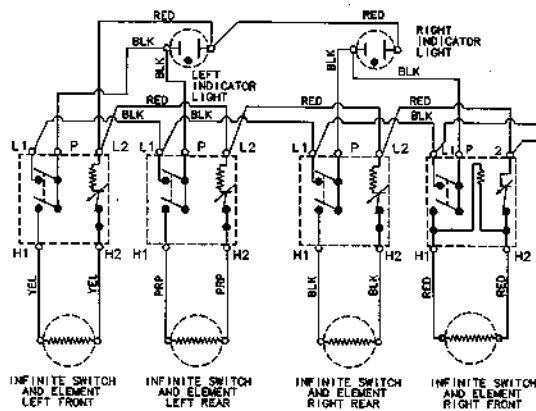 RED
RED
BLK
BLK
BLK
BLK
LEFT
INDICATOR
LIGHT
RIGHT
INDICATOR
LIGHT
RED
BLK
BLK
RED
RED
L1
P
L2
L1
P
L2
L1
P
L2
L1
P
2
H1
H2
H1
H2
H1
H2
H1
H2
YEL
YEL
PRP
PRP
BLK
BLK
RED
RED
INFINITE SWITCH
AND ELEMENT
LEFT FRONT
INFINITE SWITCH
AND ELEMENT
LEFT REAR
INFINITE SWITCH
AND ELEMENT
RIGHT REAR
INFINITE SWITCH
AND ELEMENT
RIGHT FRONT